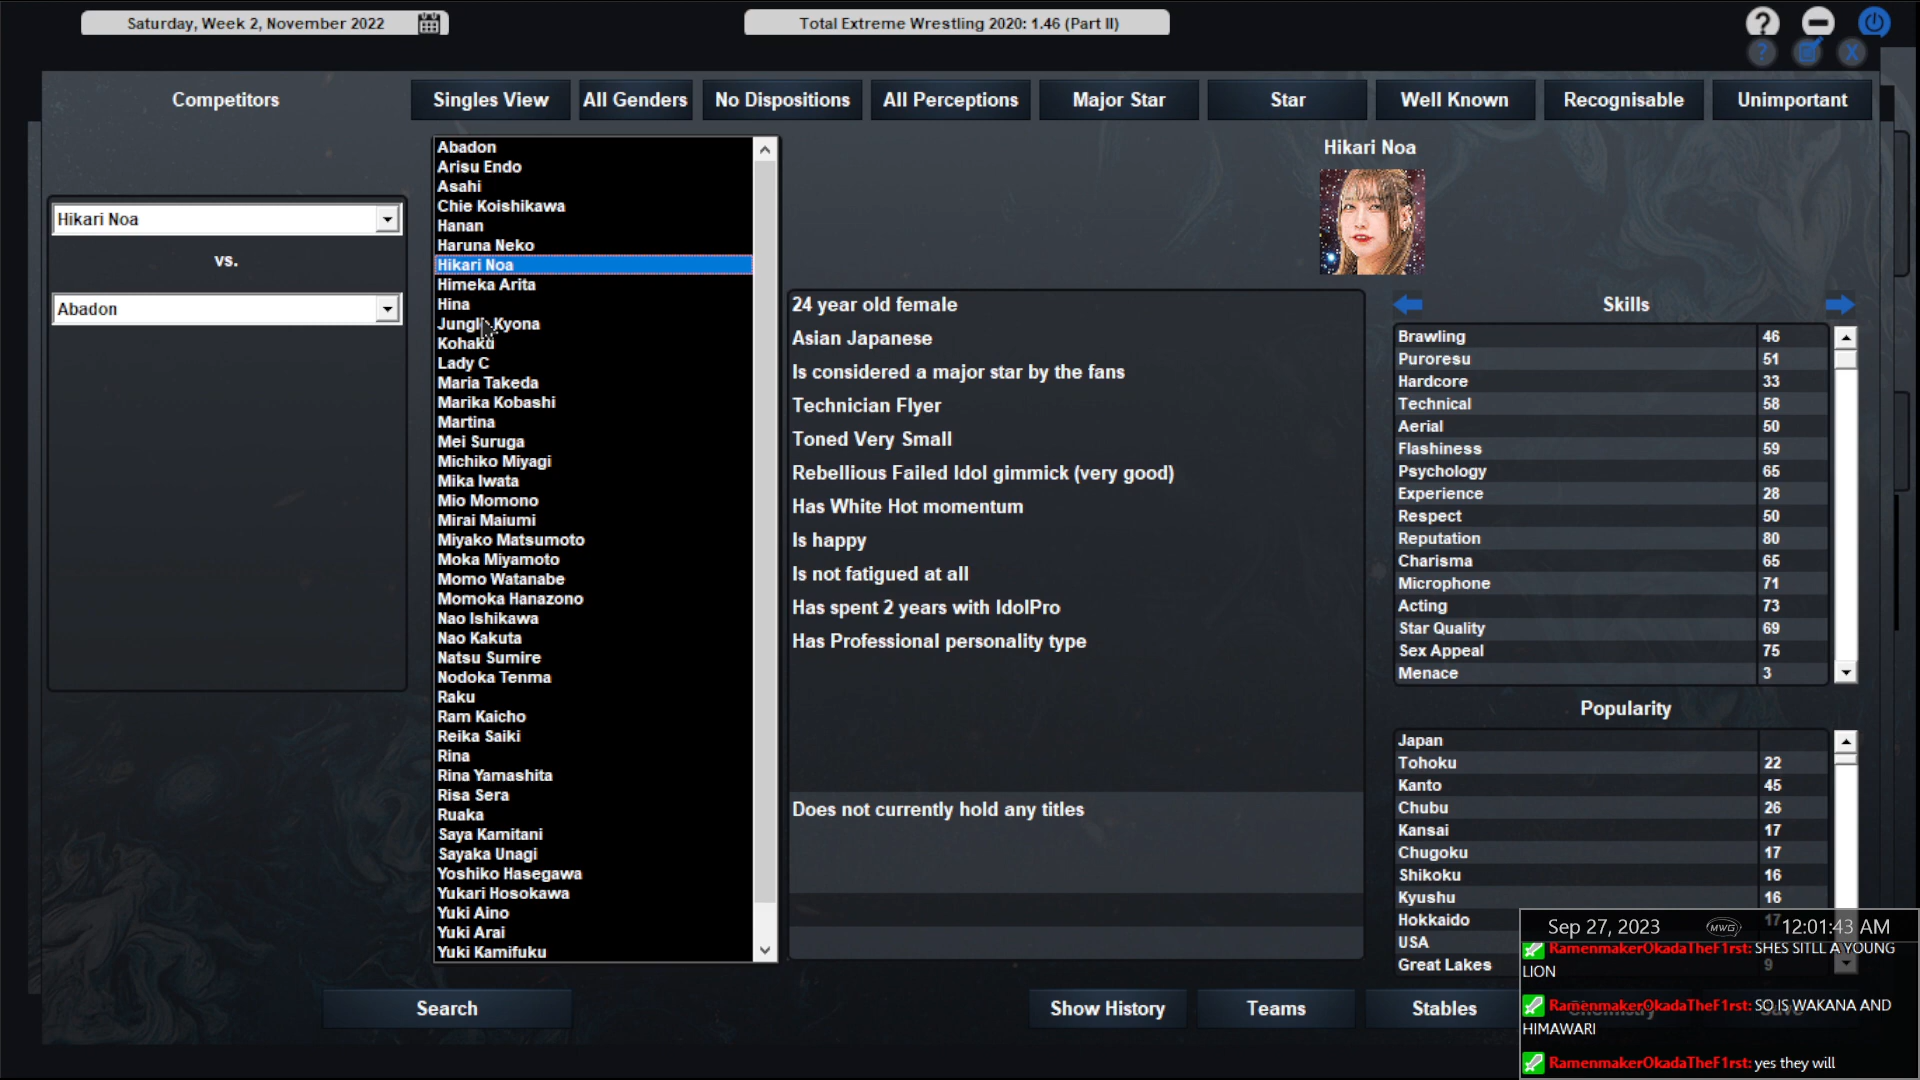 Saturday, Week 2, November 2022
Total Extreme Wrestling 2020: 1.46 (Part II)
?
? X
Competitors
Singles View
All Genders
No Dispositions
All Perceptions
Major Star
Star
Well Known
Recognisable
Unimportant
Hikari Noa
vs.
Abadon
Abadon
Arisu Endo
Asahi
Chie Koishikawa
Hanan
Haruna Neko
Hikari Noa
Himeka Arita
Hina
Jungle Kyona
Kohaku
Lady C
Maria Takeda
Marika Kobashi
Martina
Mei Suruga
Michiko Miyagi
Mika Iwata
Mio Momono
Mirai Maiumi
Miyako Matsumoto
Moka Miyamoto
Momo Watanabe
Momoka Hanazono
Nao Ishikawa
Nao Kakuta
Natsu Sumire
Nodoka Tenma
Raku
Ram Kaicho
Reika Saiki
Rina
Rina Yamashita
Risa Sera
Ruaka
Saya Kamitani
Sayaka Unagi
Yoshiko Hasegawa
Yukari Hosokawa
Yuki Aino
Yuki Arai
Yuki Kamifuku
Hikari Noa
24 year old female
Asian Japanese
Is considered a major star by the fans
Technician Flyer
Toned Very Small
Rebellious Failed Idol gimmick (very good)
Has White Hot momentum
Is happy
Is not fatigued at all
Has spent 2 years with IdolPro
Has Professional personality type
Does not currently hold any titles
Skills
Brawling 46
Puroresu 51
Hardcore 33
Technical 58
Aerial 50
Flashiness 59
Psychology 65
Experience 28
Respect 50
Reputation 80
Charisma 65
Microphone 71
Acting 73
Star Quality 69
Sex Appeal 75
Menace 3
Popularity
Japan
Tohoku 22
Kanto 45
Chubu 26
Kansai 17
Chugoku 17
Shikoku 16
Kyushu 16
Hokkaido 17
USA
Great Lakes 9
Search
Show History
Teams
Stables
Sep 27, 2023 MWG 12:01:43 AM
RamenmakerOkadaTheF1rst: SHES SITLL A YOUNG
LION
RamenmakerOkadaTheF1rst: SO IS WAKANA AND
HIMAWARI
RamenmakerOkadaTheF1rst: yes they will